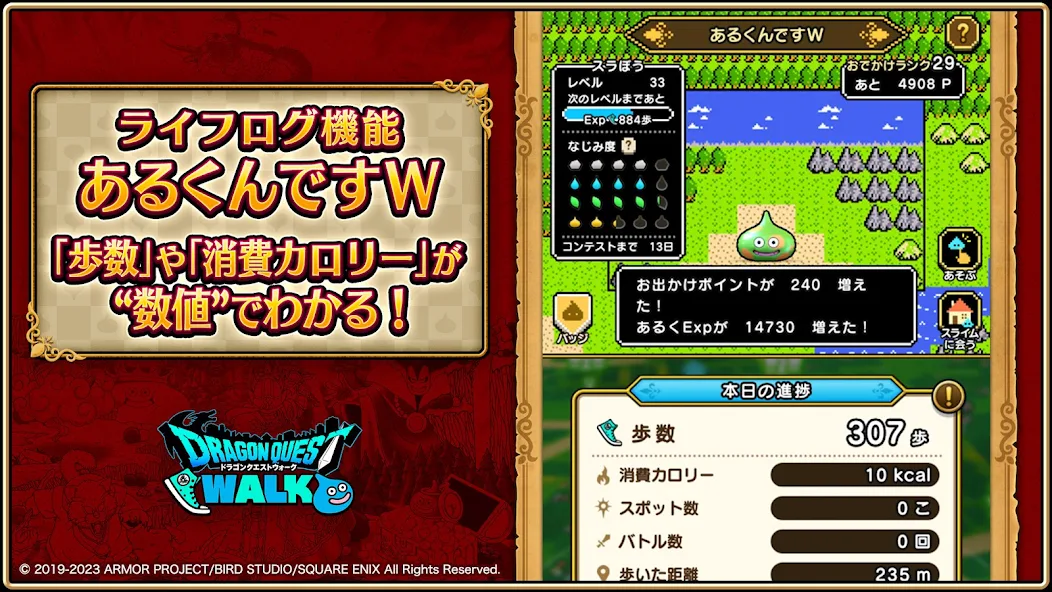 ライフログ機能
あるくんですW
「歩数」や「消費カロリー」が
“数値”でわかる！
DRAGON QUEST
ドラゴンクエストウォーク
WALK
© 2019-2023 ARMOR PROJECT/BIRD STUDIO/SQUARE ENIX All Rights Reserved.
あるくんですW
?
スラぼう
レベル 33
次のレベルまであと
Exp 884歩
なじみ度 ?
コンテストまで 13日
おでかけランク29
あと 4908 P
あそぶ
スライム
に会う
バッジ
お出かけポイントが 240 増え
た！
あるくExpが 14730 増えた！
本日の進捗
!
歩数 307 歩
消費カロリー 10 kcal
スポット数 0 こ
バトル数 0 回
歩いた距離 235 m